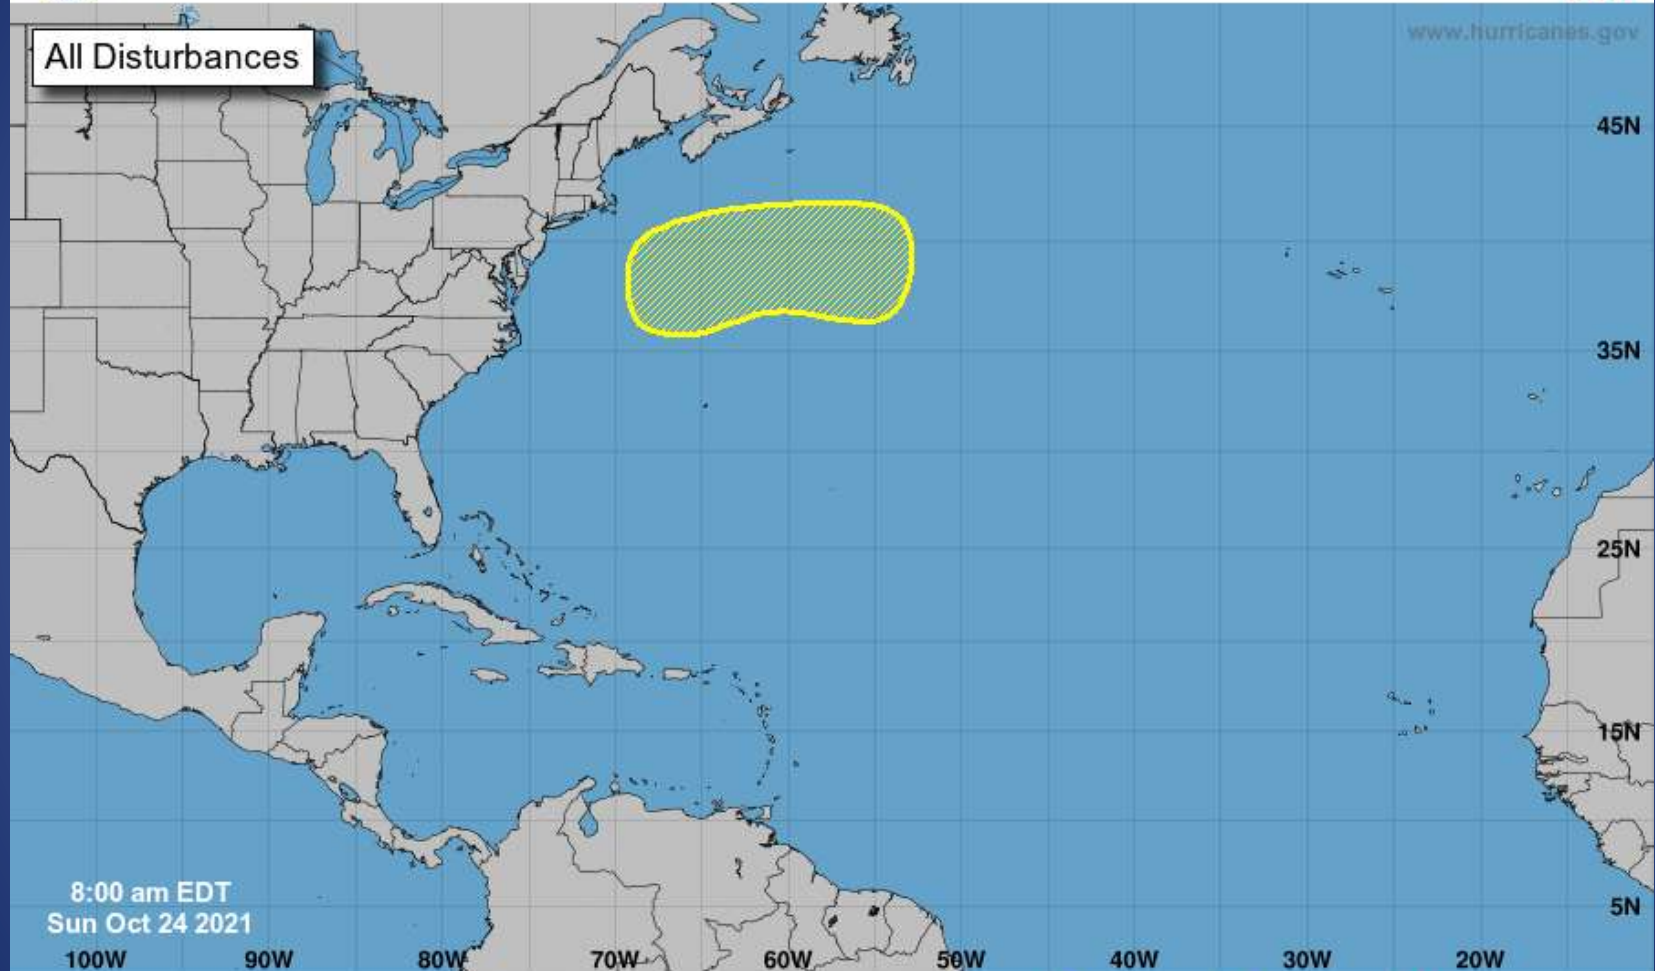 All Disturbances
www.hurricanes.gov
45N
35N
25N
15N
5N
8:00 am EDT
Sun Oct 24 2021
100W 90W 80W 70W 60W 50W 40W 30W 20W